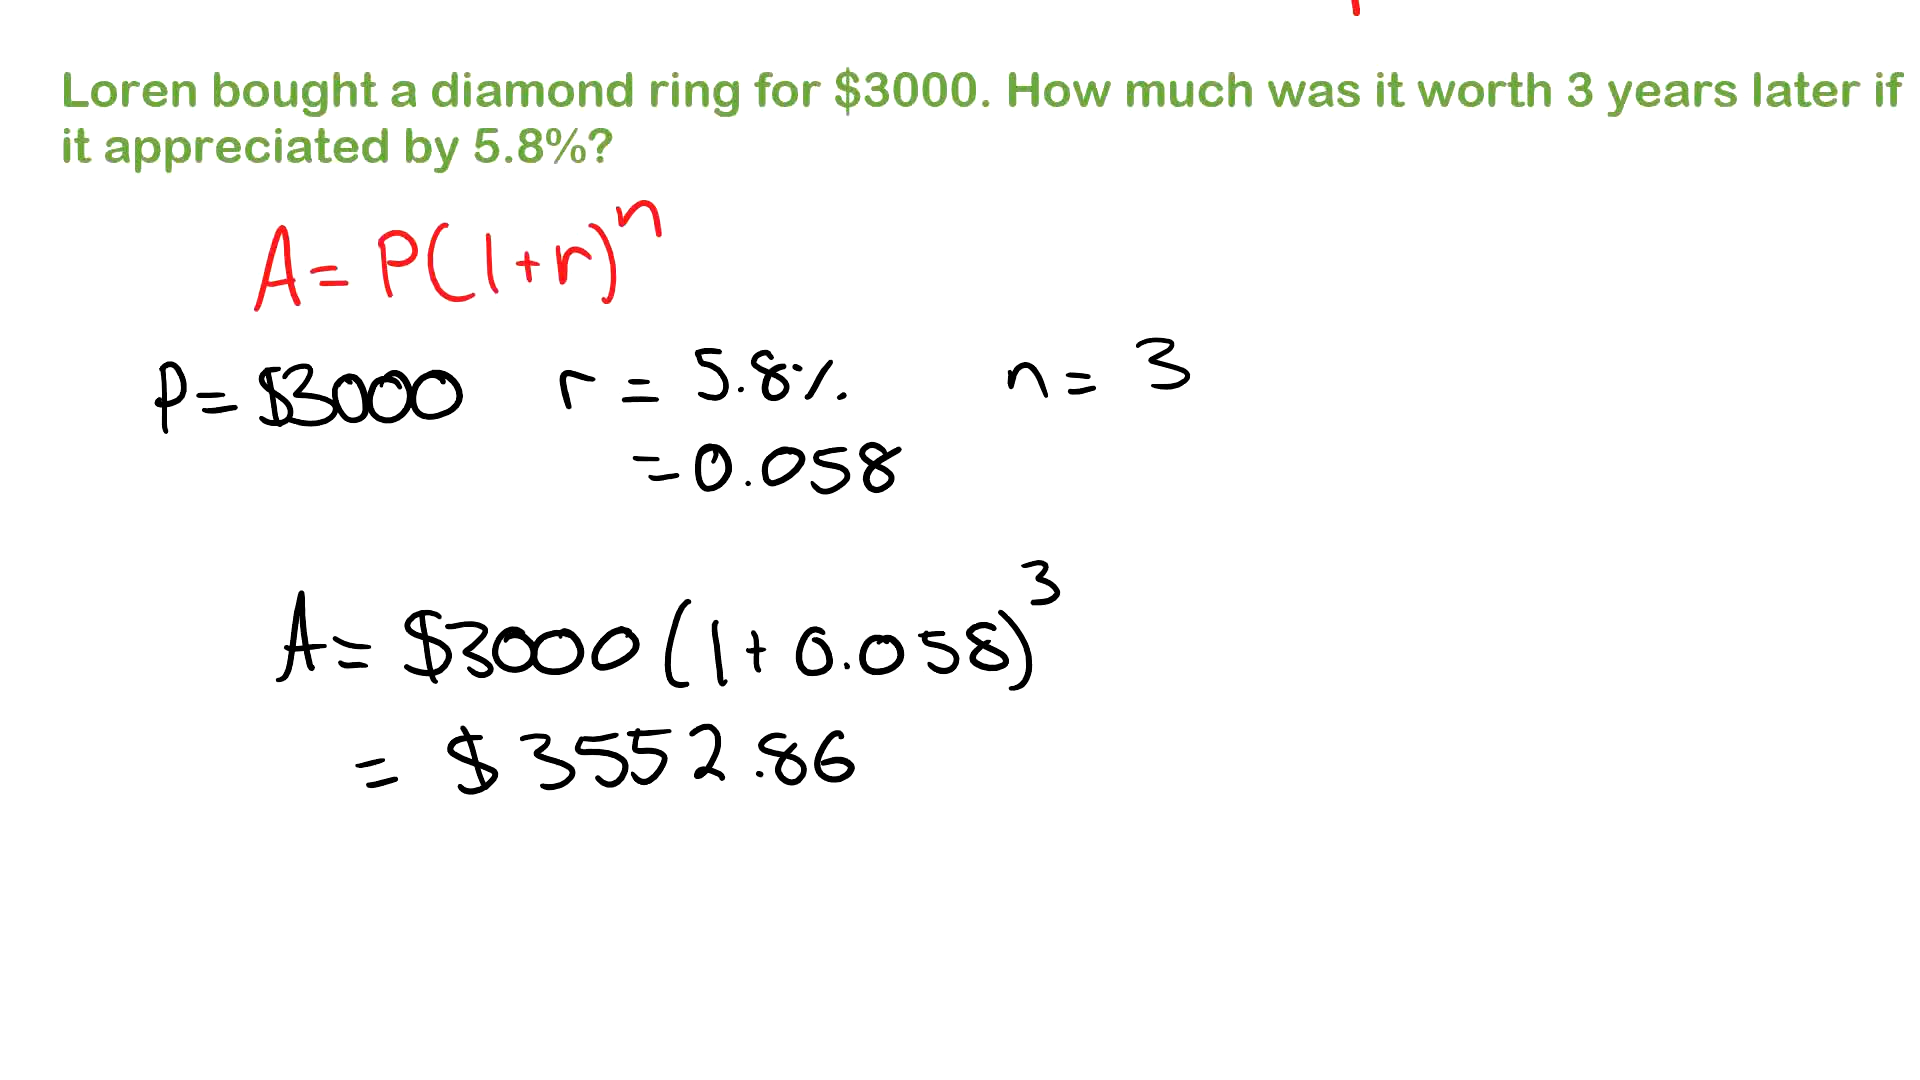 Loren bought a diamond ring for $3000. How much was it worth 3 years later if
it appreciated by 5.8%?
A = P(1+r)^n
P = $3000 r = 5.8% n = 3
= 0.058
A = $3000 (1 + 0.058)^3
= $3552.86